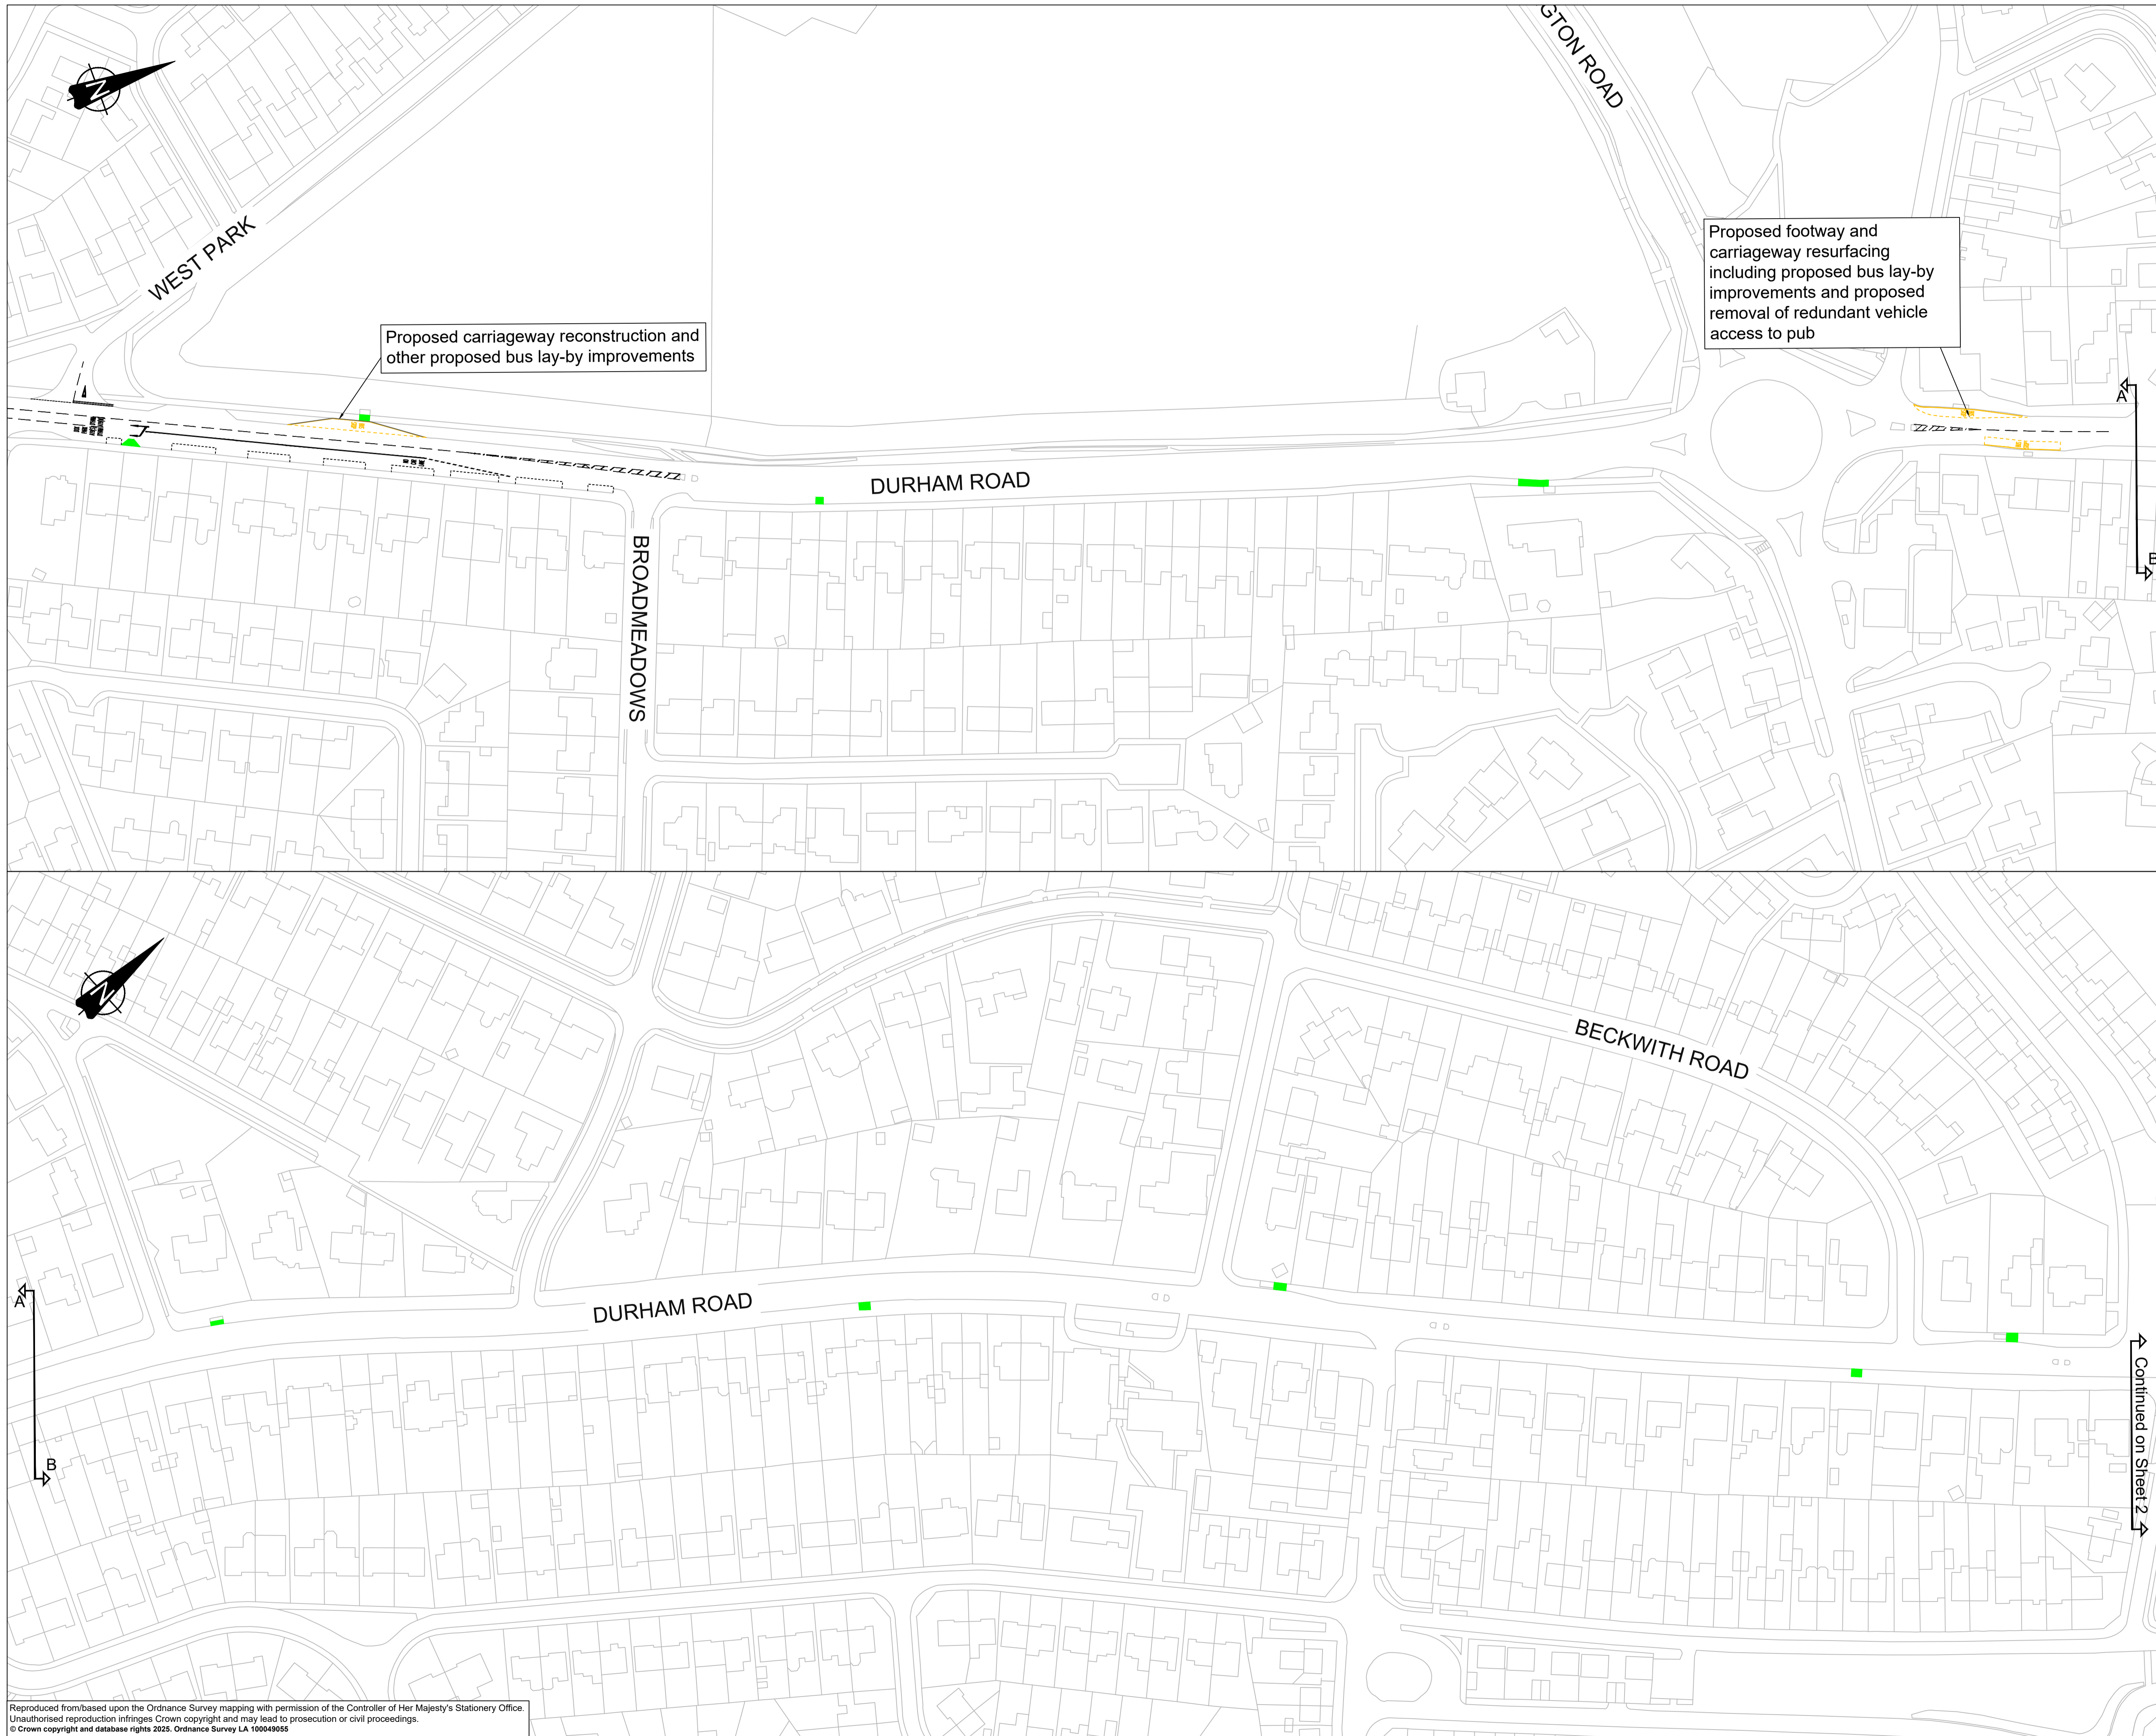 GTON ROAD
N
WEST PARK
Proposed footway and
carriageway resurfacing
including proposed bus lay-by
improvements and proposed
removal of redundant vehicle
access to pub
Proposed carriageway reconstruction and
other proposed bus lay-by improvements
A
DURHAM ROAD
BROADMEADOWS
B
N
BECKWITH ROAD
A
DURHAM ROAD
B
Continued on Sheet 2
Reproduced from/based upon the Ordnance Survey mapping with permission of the Controller of Her Majesty's Stationery Office.
Unauthorised reproduction infringes Crown copyright and may lead to prosecution or civil proceedings.
© Crown copyright and database rights 2025. Ordnance Survey LA 100049055